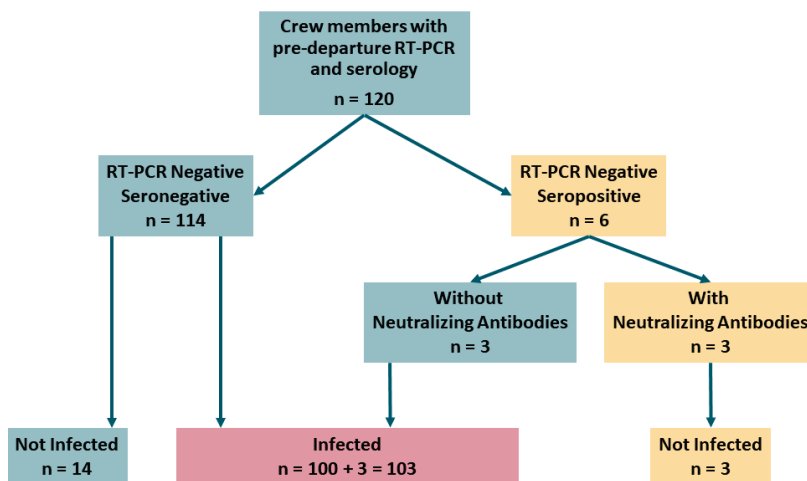 Crew members with
pre-departure RT-PCR
and serology
n = 120
RT-PCR Negative
Seronegative
n = 114
RT-PCR Negative
Seropositive
n = 6
Without
Neutralizing Antibodies
n = 3
With
Neutralizing Antibodies
n = 3
Not Infected
n = 14
Infected
n = 100 + 3 = 103
Not Infected
n = 3